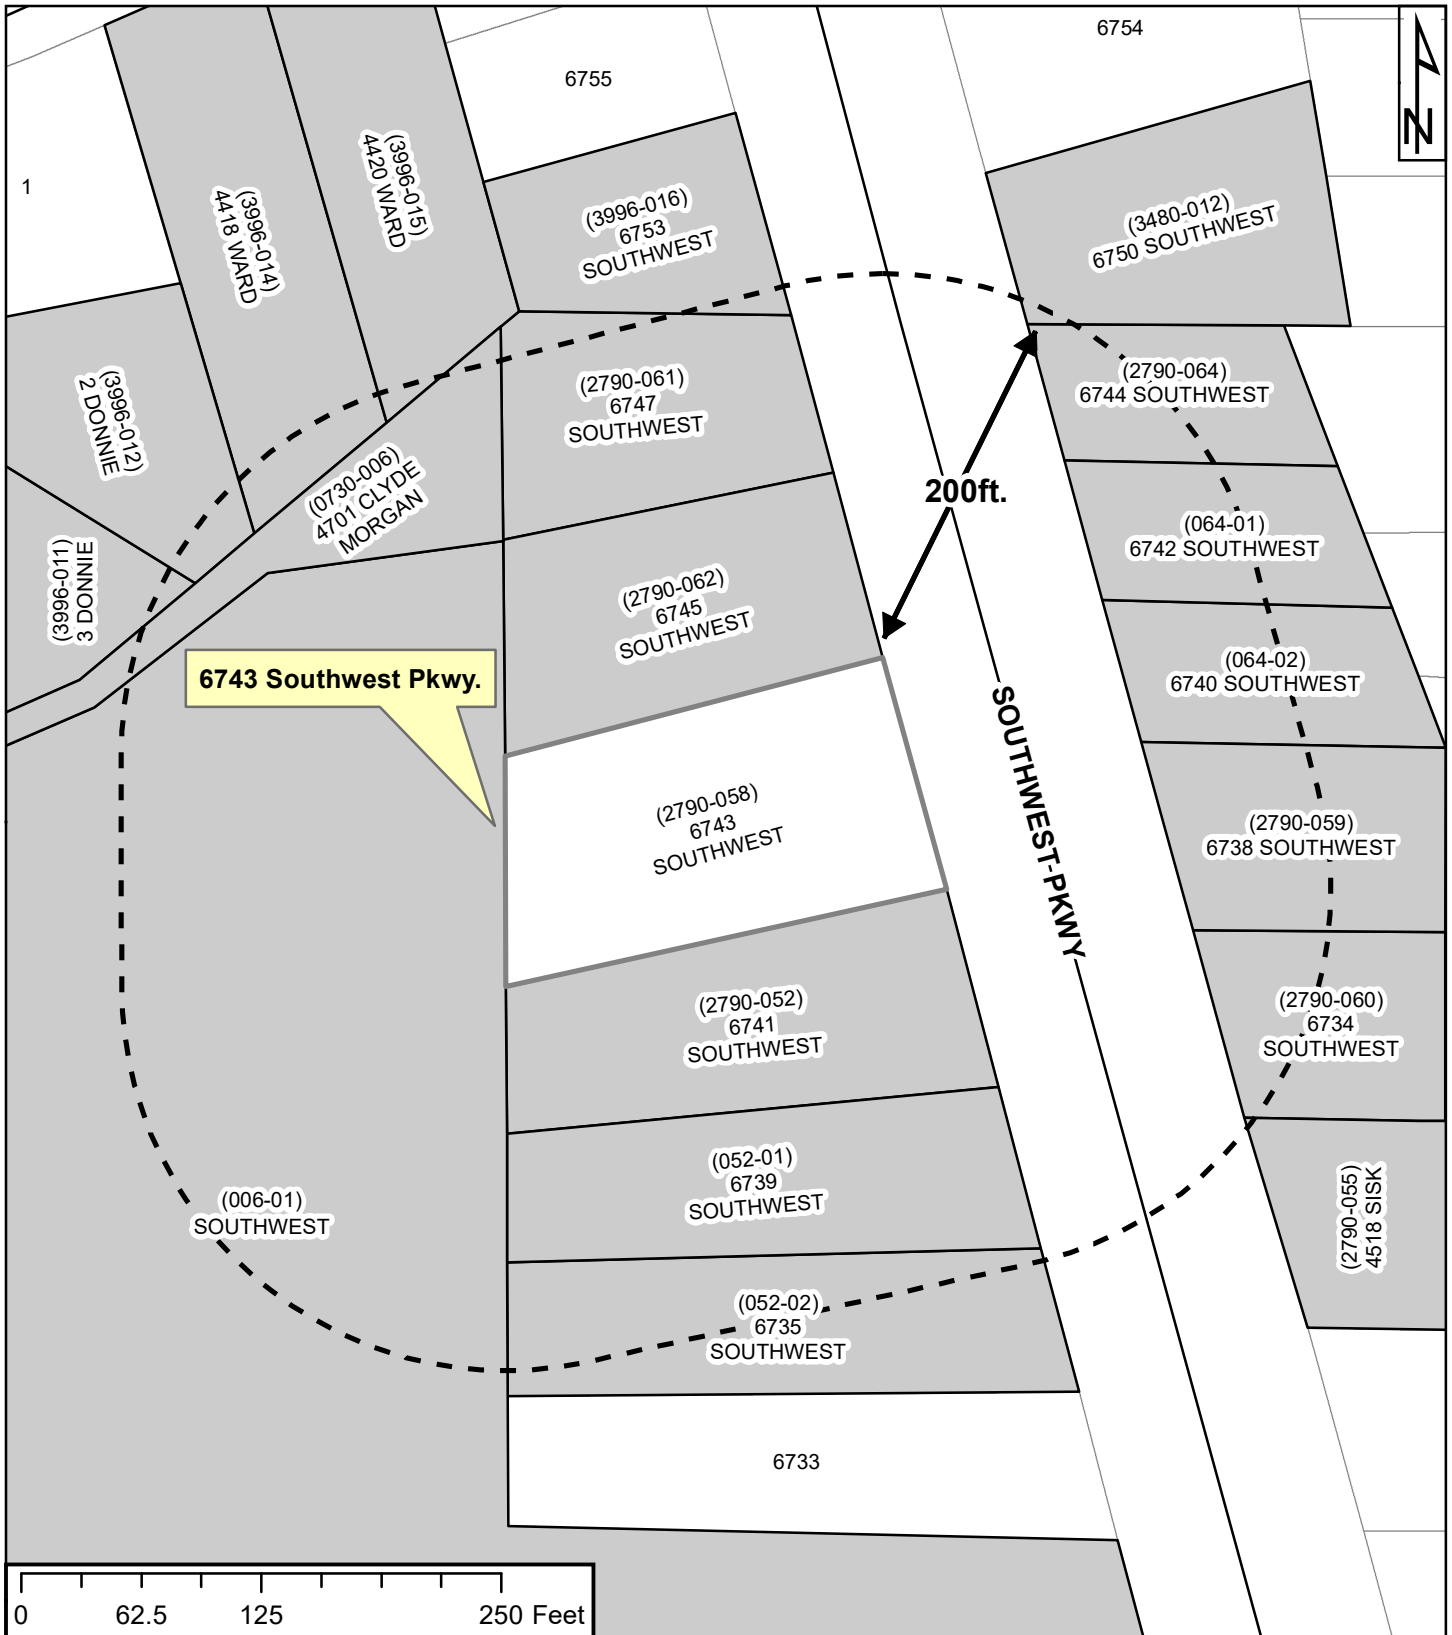 6754
6755
1
(3996-015)
4420 WARD
(3996-014)
4418 WARD
(3996-016)
6753
SOUTHWEST
(3480-012)
6750 SOUTHWEST
N
(3996-012)
2 DONNIE
(2790-061)
6747
SOUTHWEST
(2790-064)
6744 SOUTHWEST
(0730-006)
4701 CLYDE
MORGAN
200ft.
(064-01)
6742 SOUTHWEST
(3996-011)
3 DONNIE
(2790-062)
6745
SOUTHWEST
(064-02)
6740 SOUTHWEST
6743 Southwest Pkwy.
SOUTHWEST PKWY
(2790-058)
6743
SOUTHWEST
(2790-059)
6738 SOUTHWEST
(2790-052)
6741
SOUTHWEST
(2790-060)
6734
SOUTHWEST
(052-01)
6739
SOUTHWEST
(006-01)
SOUTHWEST
(2790-055)
4518 SISK
(052-02)
6735
SOUTHWEST
6733
0 62.5 125 250 Feet